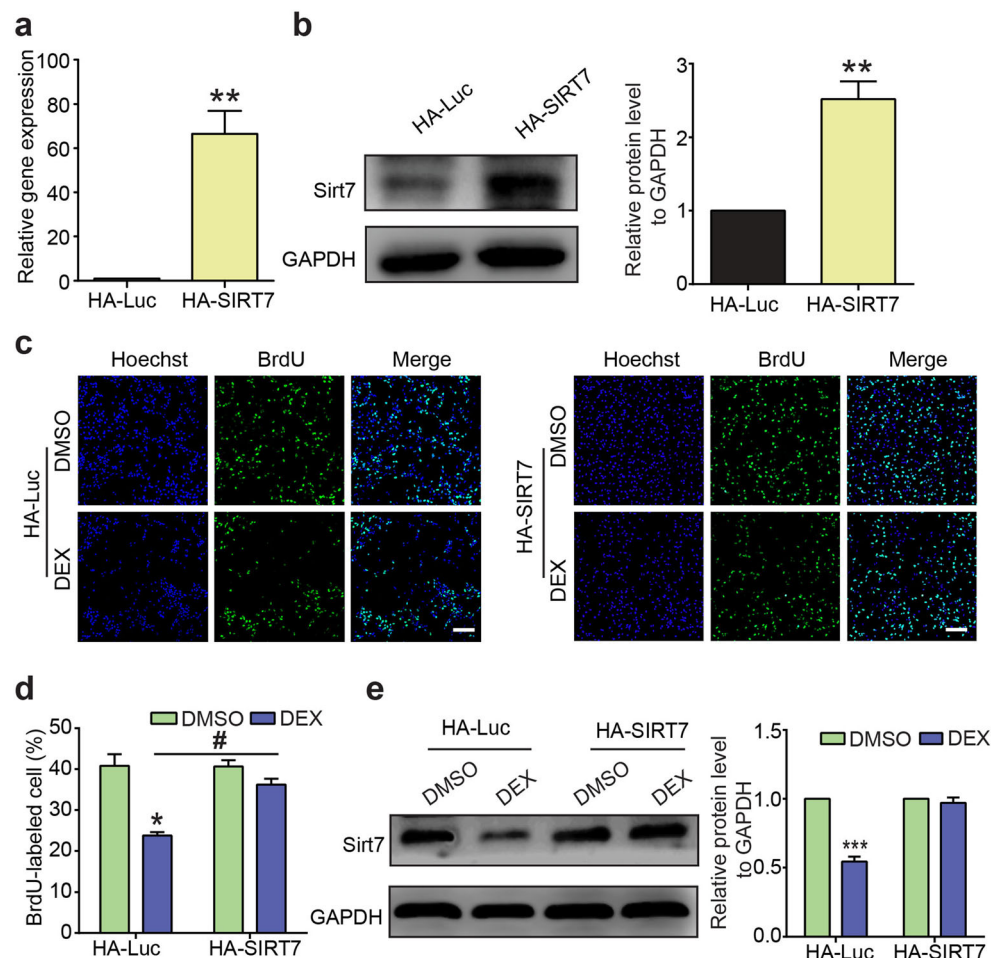 a
Relative gene expression
100
80
60
40
20
0
**
HA-Luc HA-SIRT7
b
HA-Luc HA-SIRT7
Sirt7
GAPDH
Relative protein level
to GAPDH
3
2
1
0
**
HA-Luc HA-SIRT7
c
Hoechst BrdU Merge
HA-Luc
DMSO
DEX
Hoechst BrdU Merge
HA-SIRT7
DMSO
DEX
d
DMSO DEX
BrdU-labeled cell (%)
50
40
30
20
10
0
#
*
HA-Luc HA-SIRT7
e
HA-Luc HA-SIRT7
DMSO DEX DMSO DEX
Sirt7
GAPDH
Relative protein level
to GAPDH
1.5
1.0
0.5
0.0
DMSO DEX
***
HA-Luc HA-SIRT7